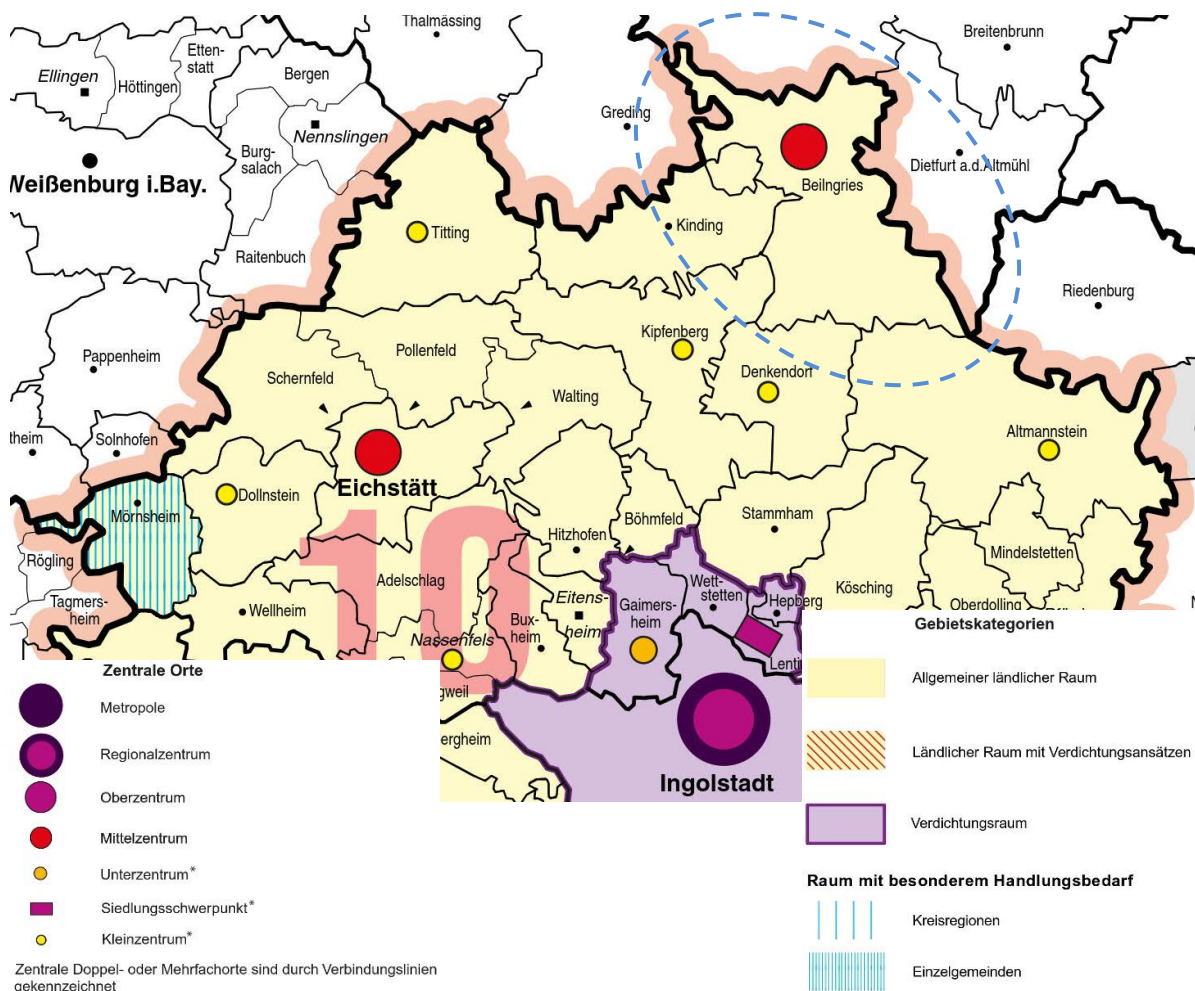 Thalmässing
Breitenbrunn
Etten-
statt
Ellingen
Höttingen
Bergen
Greding
Nennslingen
Burg-
salach
Dietfurt a.d.Altmühl
Weißenburg i.Bay.
Beilngries
Titting
Kinding
Raitenbuch
Riedenburg
Kipfenberg
Pappenheim
Pollenfeld
Schernfeld
Denkendorf
Walting
Altmannstein
theim
Solnhofen
Eichstätt
Dollnstein
Mörnsheim
10
Böhmfeld
Stammham
Hitzhofen
Mindelstetten
Rögling
Adelschlag
Wett-
stetten
Kösching
Tagmers-
heim
Wellheim
Eitens-
heim
Gaimers-
heim
Hepberg
Oberdolling
Bux-
heim
Nassenfels
Lenti
gweil
ergheim
Ingolstadt
Zentrale Orte
Metropole
Regionalzentrum
Oberzentrum
Mittelzentrum
Unterzentrum*
Siedlungsschwerpunkt*
Kleinzentrum*
Zentrale Doppel- oder Mehrfachorte sind durch Verbindungslinien
gekennzeichnet
Gebietskategorien
Allgemeiner ländlicher Raum
Ländlicher Raum mit Verdichtungsansätzen
Verdichtungsraum
Raum mit besonderem Handlungsbedarf
Kreisregionen
Einzelgemeinden